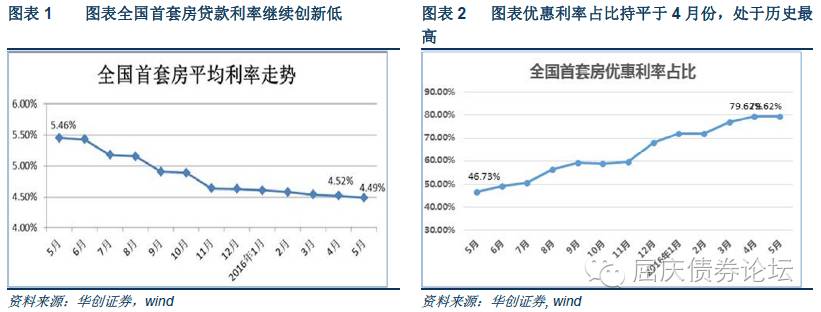 图表 1 图表全国首套房贷款利率继续创新低
全国首套房平均利率走势
6.00%
5.50%
5.00%
4.50%
4.00%
5.46%
4.52%
4.49%
5月
6月
7月
8月
9月
10月
11月
12月
2016年1月
2月
3月
4月
5月
资料来源：华创证券，wind
图表 2 图表优惠利率占比持平于 4 月份，处于历史最
高
全国首套房优惠利率占比
90.00%
80.00%
70.00%
60.00%
50.00%
40.00%
30.00%
46.73%
79.62%
79.62%
5月
6月
7月
8月
9月
10月
11月
12月
2016年1月
2月
3月
4月
5月
屈庆债券论坛
资料来源：华创证券, wind